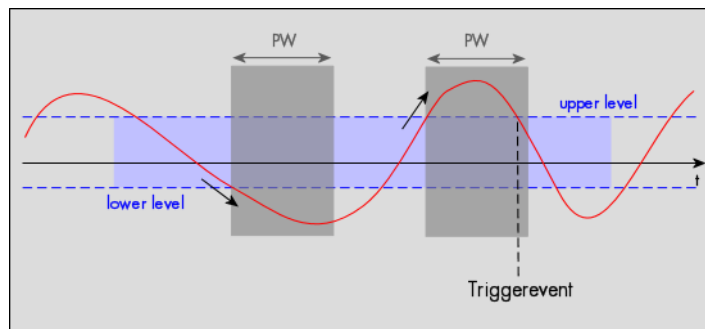 PW
PW
upper level
t
lower level
Triggerevent